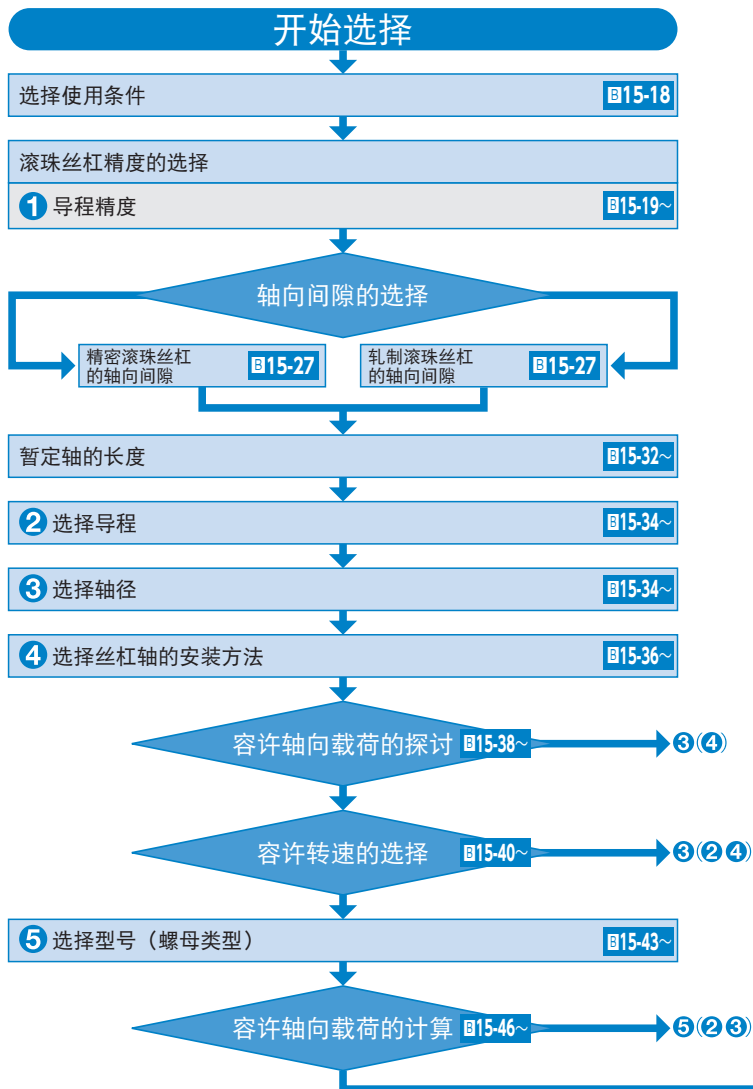 开始选择
选择使用条件 B15-18
滚珠丝杠精度的选择
1 导程精度 B15-19～
轴向间隙的选择
精密滚珠丝杠
的轴向间隙 B15-27
轧制滚珠丝杠
的轴向间隙 B15-27
暂定轴的长度 B15-32～
2 选择导程 B15-34～
3 选择轴径 B15-34～
4 选择丝杠轴的安装方法 B15-36～
容许轴向载荷的探讨 B15-38～ ❸(❹)
容许转速的选择 B15-40～ ❸(❷❹)
5 选择型号（螺母类型） B15-43～
容许轴向载荷的计算 B15-46～ ❺(❷❸)